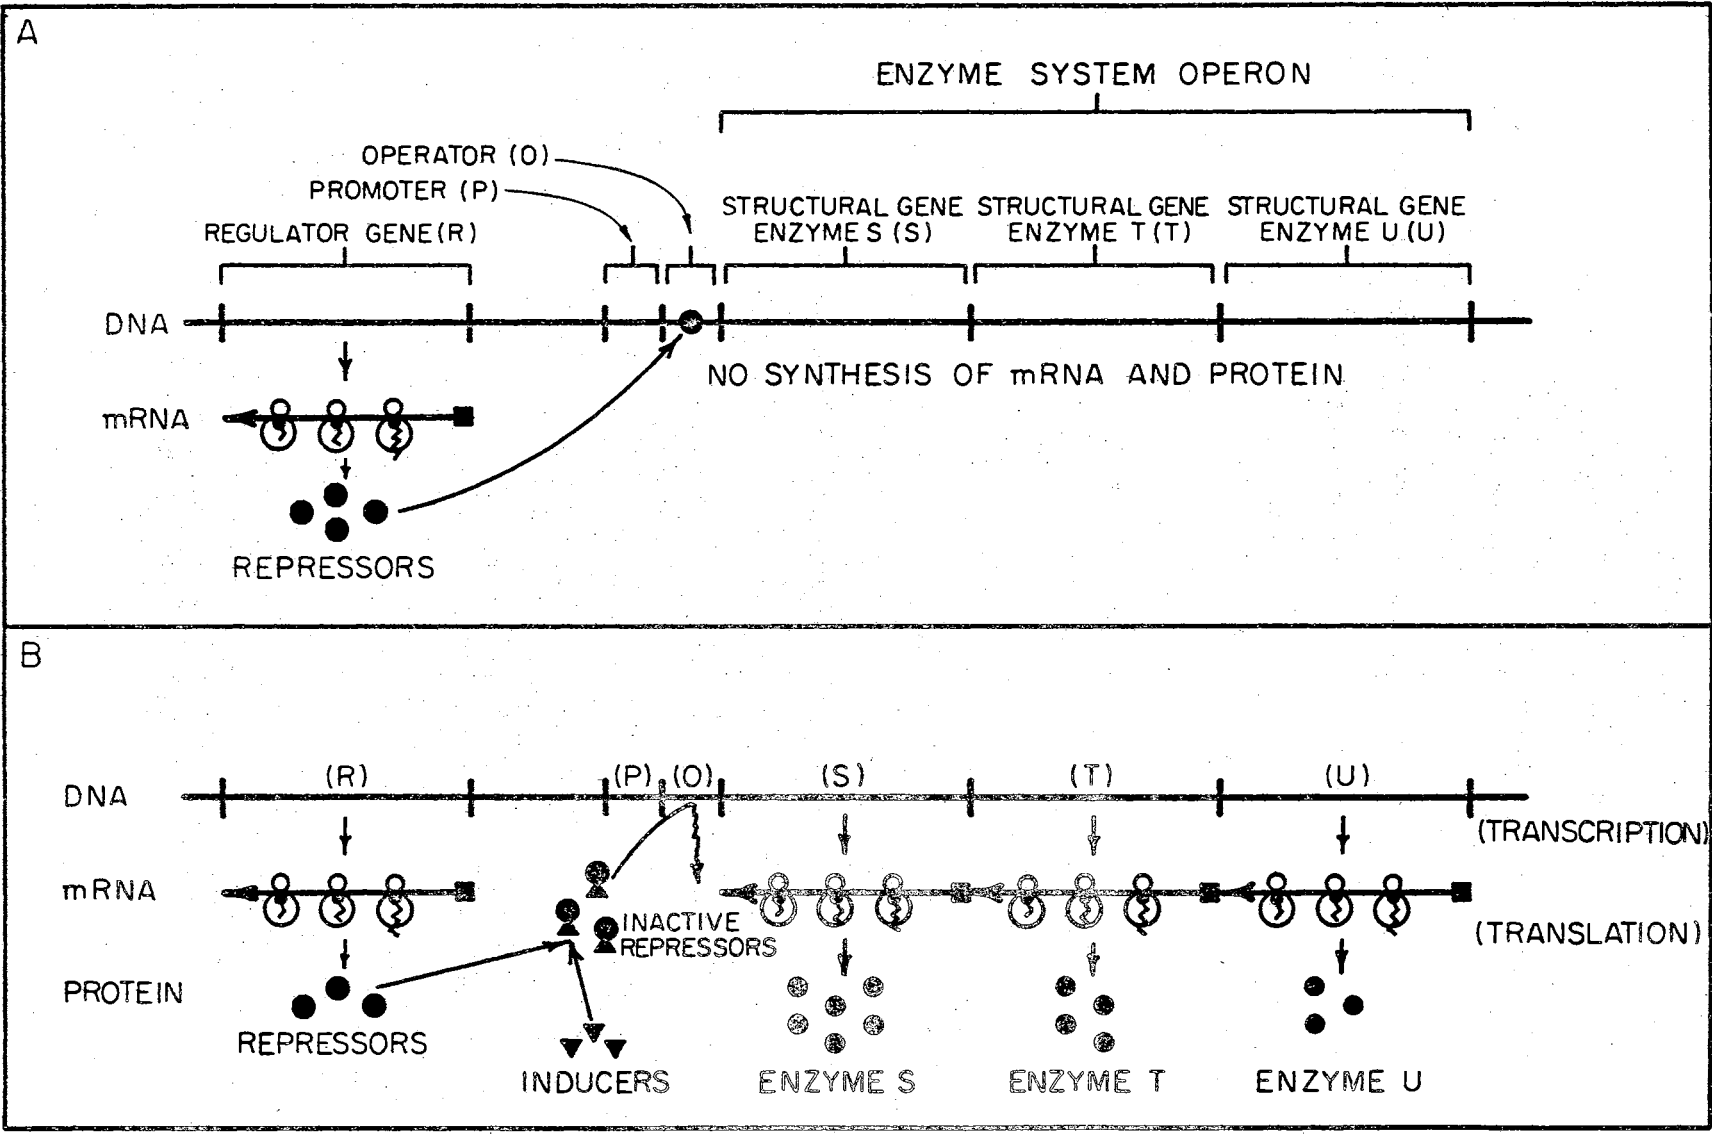 A
ENZYME SYSTEM OPERON
OPERATOR (O)
PROMOTER (P)
REGULATOR GENE(R)
STRUCTURAL GENE
ENZYME S (S)
STRUCTURAL GENE
ENZYME T (T)
STRUCTURAL GENE
ENZYME U (U)
DNA
NO SYNTHESIS OF mRNA AND PROTEIN
mRNA
REPRESSORS
B
DNA
(R)
(P)
(O)
(S)
(T)
(U)
(TRANSCRIPTION)
mRNA
INACTIVE
REPRESSORS
(TRANSLATION)
PROTEIN
REPRESSORS
INDUCERS
ENZYME S
ENZYME T
ENZYME U